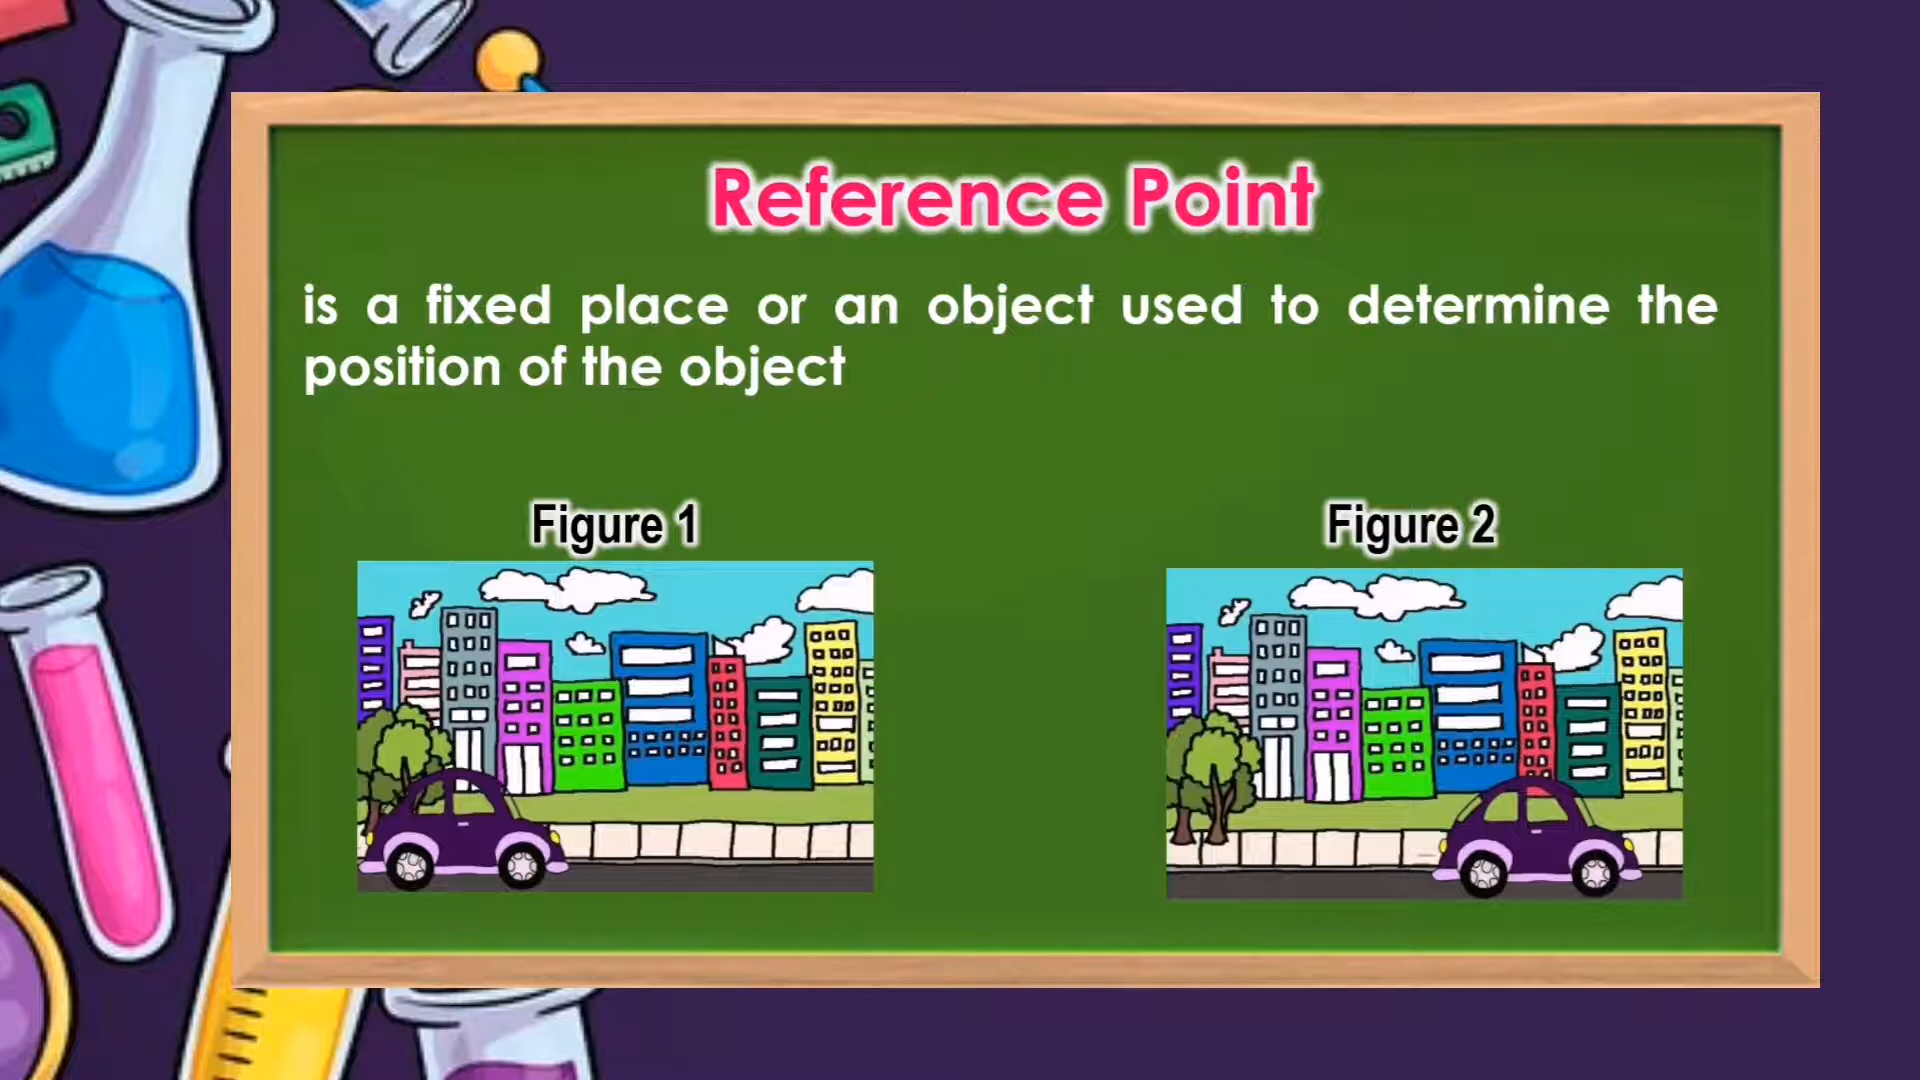 Reference Point
is a fixed place or an object used to determine the
position of the object
Figure 1
Figure 2